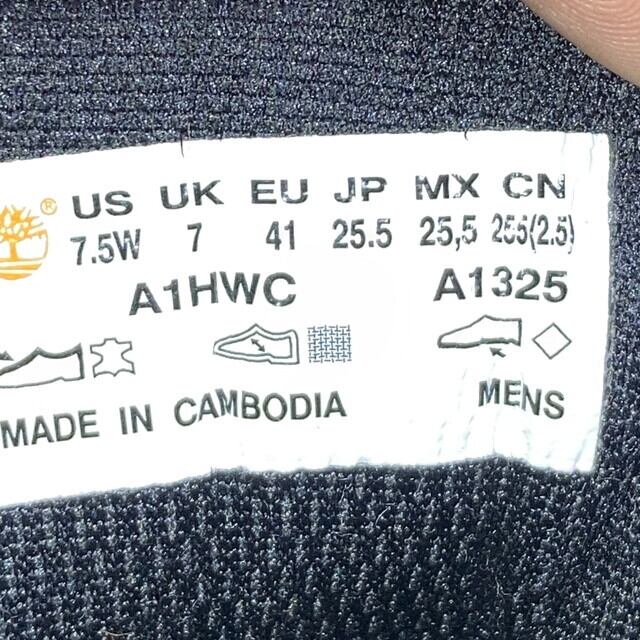 ® US UK EU JP MX CN
7.5W 7 41 25.5 25,5 255(2.5)
A1HWC A1325
MADE IN CAMBODIA MENS